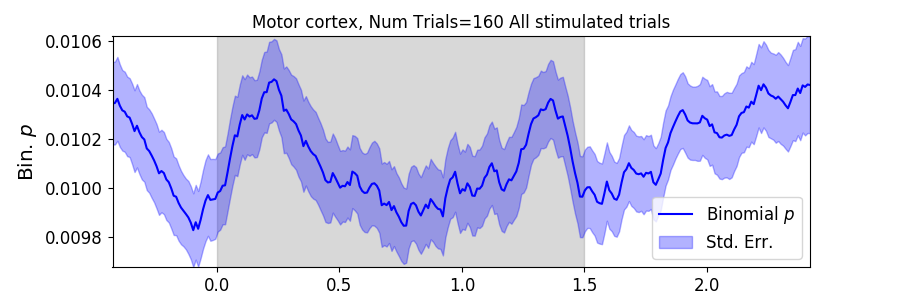 Motor cortex, Num Trials=160 All stimulated trials
0.0106
0.0104
0.0102
0.0100
0.0098
Bin. p
Binomial p
Std. Err.
0.0 0.5 1.0 1.5 2.0